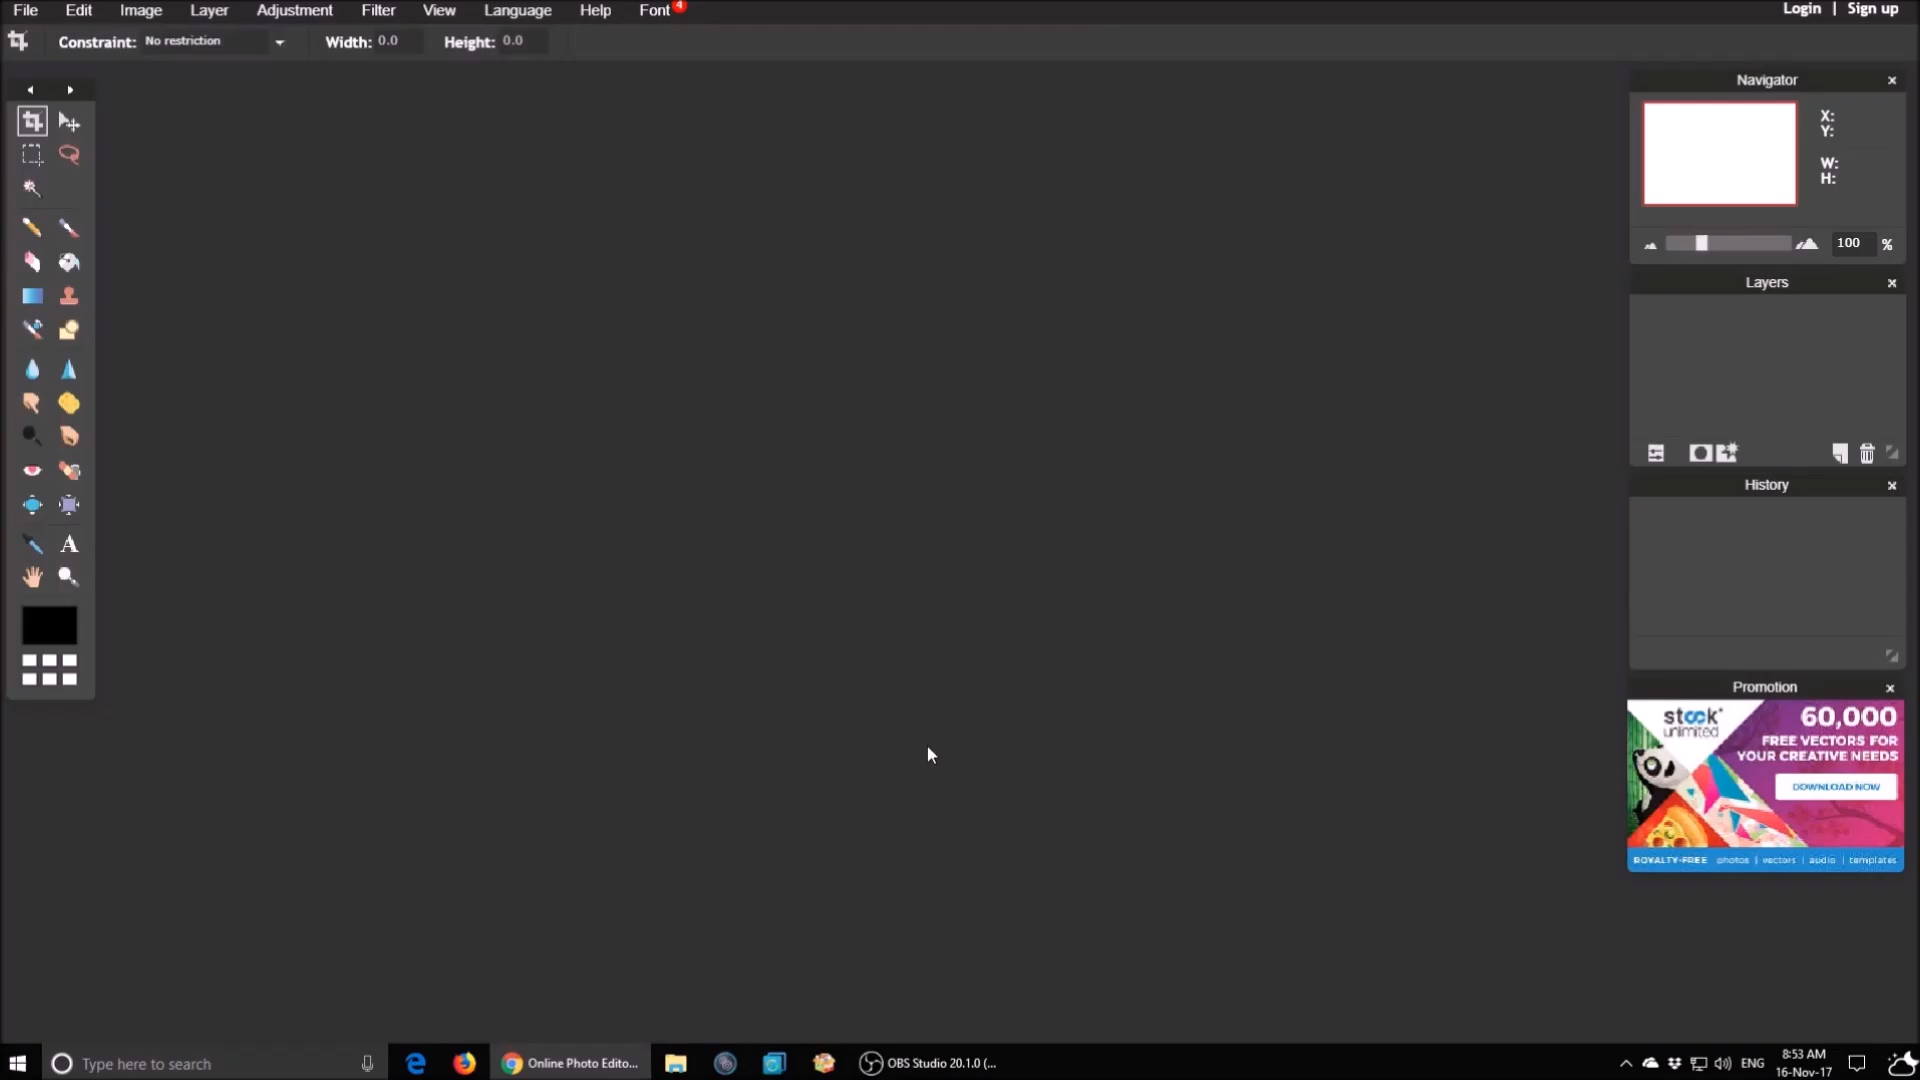 File Edit Image Layer Adjustment Filter View Language Help Font 4 Login | Sign up
Constraint: No restriction Width: 0.0 Height: 0.0
Navigator
X:
Y:
W:
H:
100 %
Layers
History
Promotion
stock unlimited
60,000
FREE VECTORS FOR
YOUR CREATIVE NEEDS
DOWNLOAD NOW
ROYALTY-FREE photos | vectors | audio | templates
A
Type here to search
Online Photo Edito...
OBS Studio 20.1.0 (...
ENG
8:53 AM
16-Nov-17